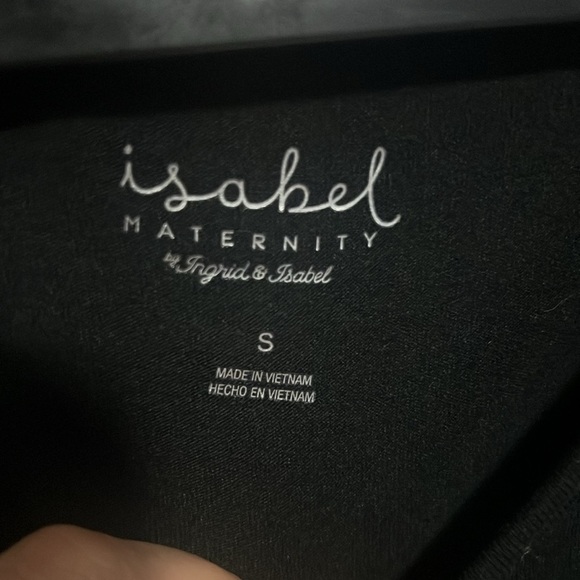 isabel
MATERNITY
by Ingrid & Isabel
S
MADE IN VIETNAM
HECHO EN VIETNAM